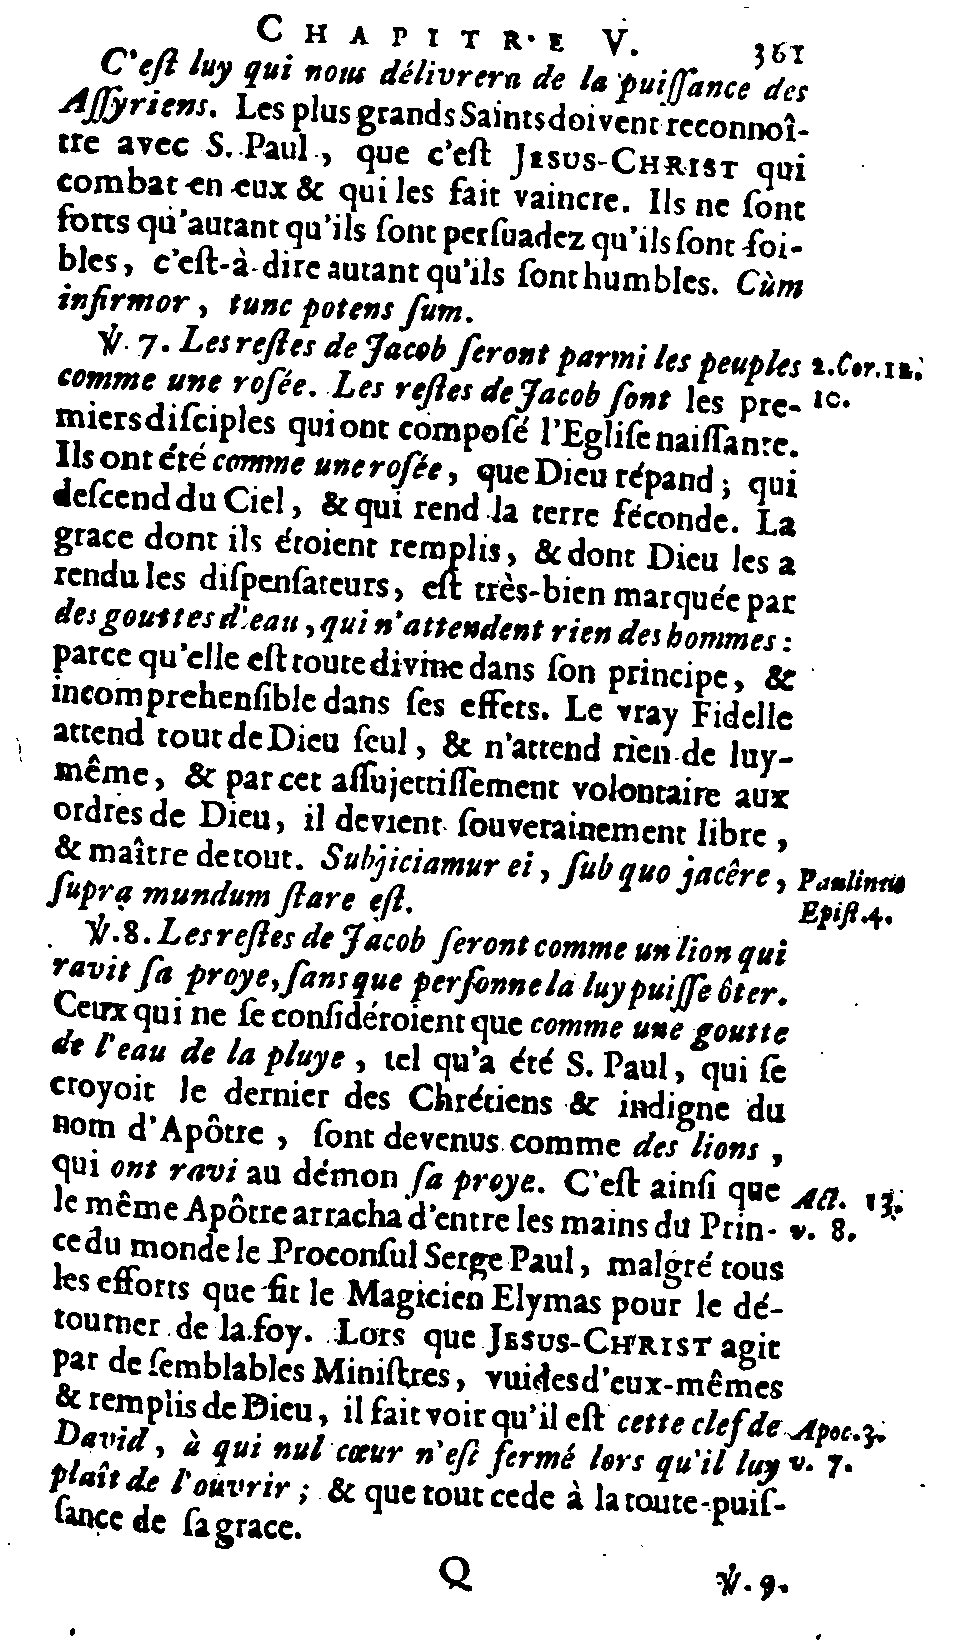 CHAPITRE V. 361
C'eſt luy qui nous délivrera de la puiſſance des
Aſſyriens. Les plus grands Saints doivent reconnoî-
tre avec S. Paul, que c'eſt JESUS-CHRIST qui
combat en eux & qui les fait vaincre. Ils ne ſont
forts qu'autant qu'ils ſont perſuadez qu'ils ſont foi-
bles, c'eſt-à-dire autant qu'ils ſont humbles. Cùm
infirmor, tunc potens ſum.
℣. 7. Les reſtes de Jacob ſeront parmi les peuples 2. Cor. 12.
comme une roſée. Les reſtes de Jacob ſont les pre- 10.
miers diſciples qui ont compoſé l'Egliſe naiſſante.
Ils ont été comme une roſée, que Dieu répand; qui
deſcend du Ciel, & qui rend la terre féconde. La
grace dont ils étoient remplis, & dont Dieu les a
rendu les diſpenſateurs, eſt très-bien marquée par
des gouttes d'eau, qui n'attendent rien des hommes:
parce qu'elle eſt toute divine dans ſon principe, &
incomprehenſible dans ſes effets. Le vray Fidelle
attend tout de Dieu ſeul, & n'attend rien de luy-
même, & par cet aſſujettiſſement volontaire aux
ordres de Dieu, il devient ſouverainement libre,
& maître de tout. Subjiciamur ei, ſub quo jacêre, Paulinus
ſupra mundum ſtare eſt. Epiſt. 4.
℣. 8. Les reſtes de Jacob ſeront comme un lion qui
ravit ſa proye, ſans que perſonne la luy puiſſe ôter.
Ceux qui ne ſe conſidéroient que comme une goutte
de l'eau de la pluye, tel qu'a été S. Paul, qui ſe
croyoit le dernier des Chrétiens & indigne du
nom d'Apôtre, ſont devenus comme des lions,
qui ont ravi au démon ſa proye. C'eſt ainſi que Act. 13.
le même Apôtre arracha d'entre les mains du Prin- v. 8.
ce du monde le Proconſul Serge Paul, malgré tous
les efforts que fit le Magicien Elymas pour le dé-
tourner de la foy. Lors que JESUS-CHRIST agit
par de ſemblables Miniſtres, vuides d'eux-mêmes
& remplis de Dieu, il fait voir qu'il eſt cette clef de Apoc. 3.
David, à qui nul cœur n'eſt fermé lors qu'il luy v. 7.
plaît de l'ouvrir; & que tout cede à la toute-puiſ-
ſance de ſa grace.
Q ℣. 9.